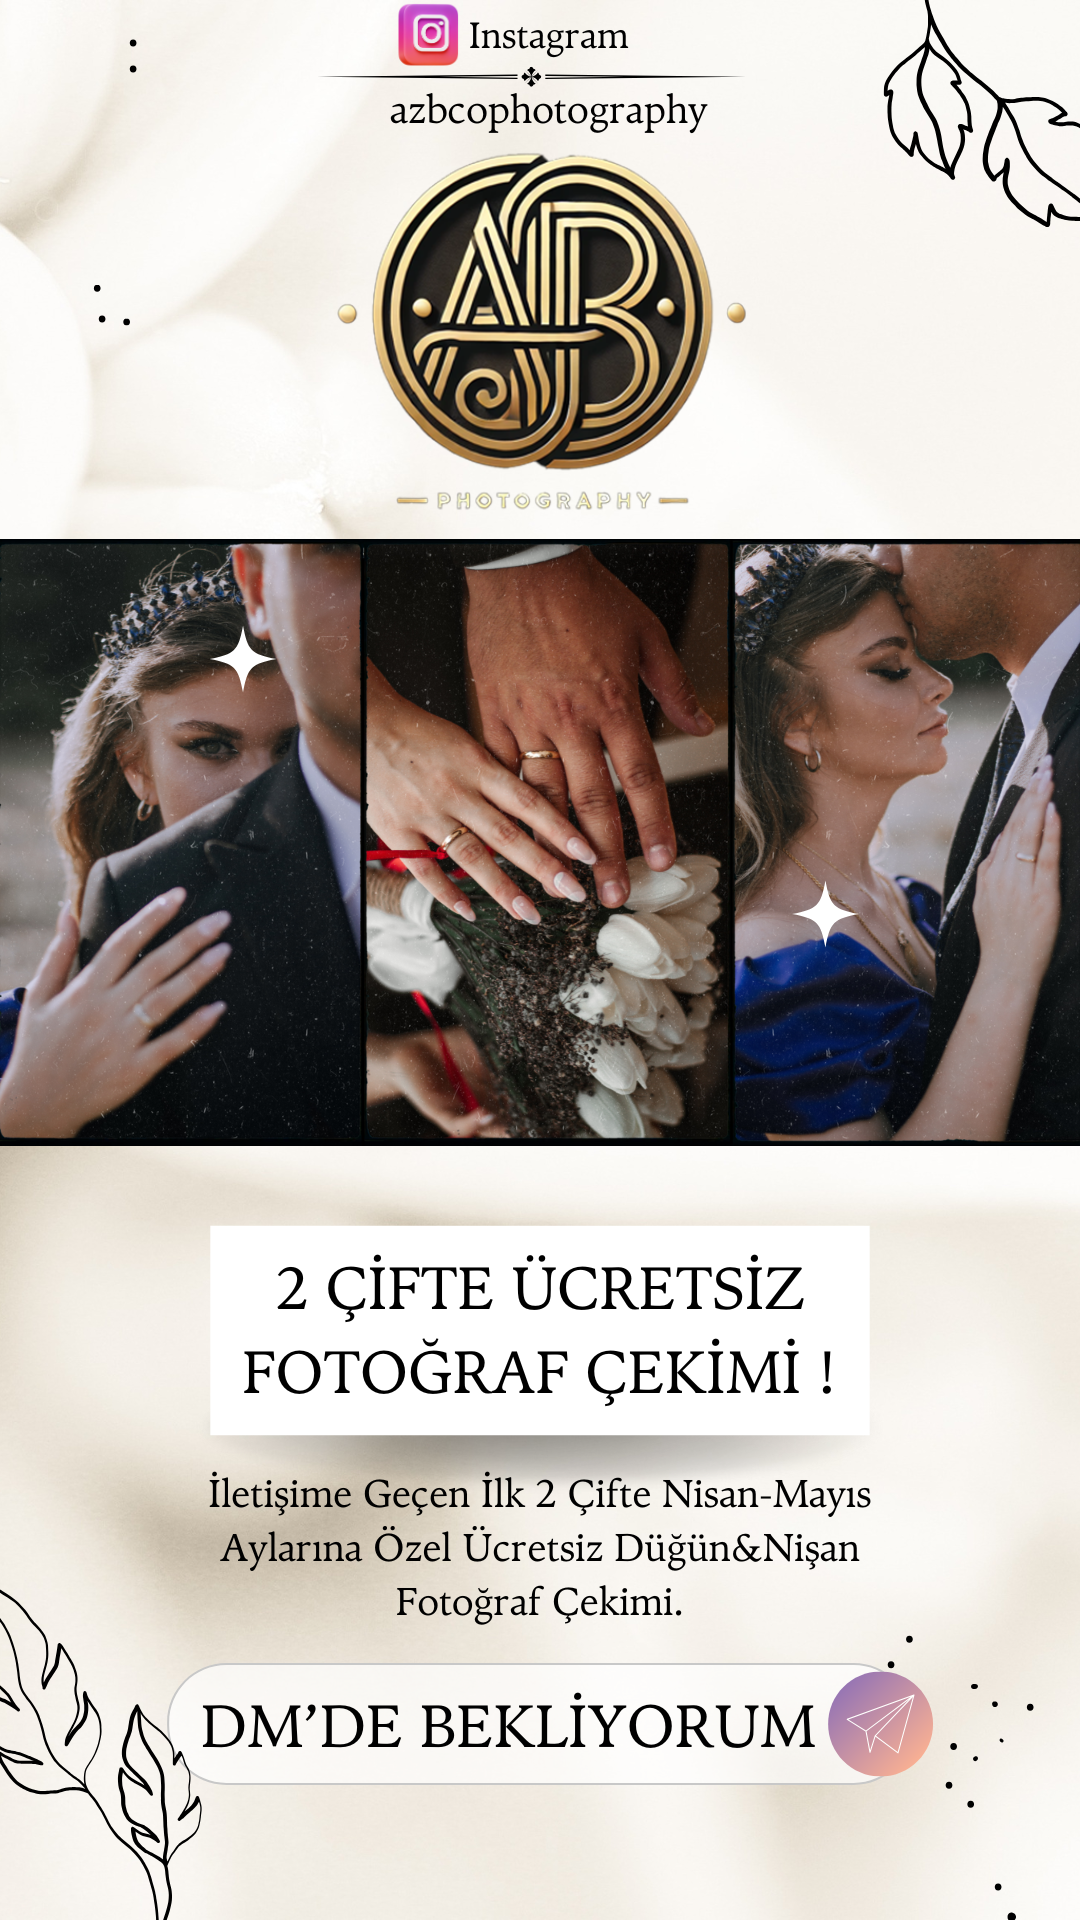 Instagram
azbcophotography
AB
PHOTOGRAPHY
2 ÇİFTE ÜCRETSİZ
FOTOĞRAF ÇEKİMİ !
İletişime Geçen İlk 2 Çifte Nisan-Mayıs
Aylarına Özel Ücretsiz Düğün&Nişan
Fotoğraf Çekimi.
DM’DE BEKLİYORUM